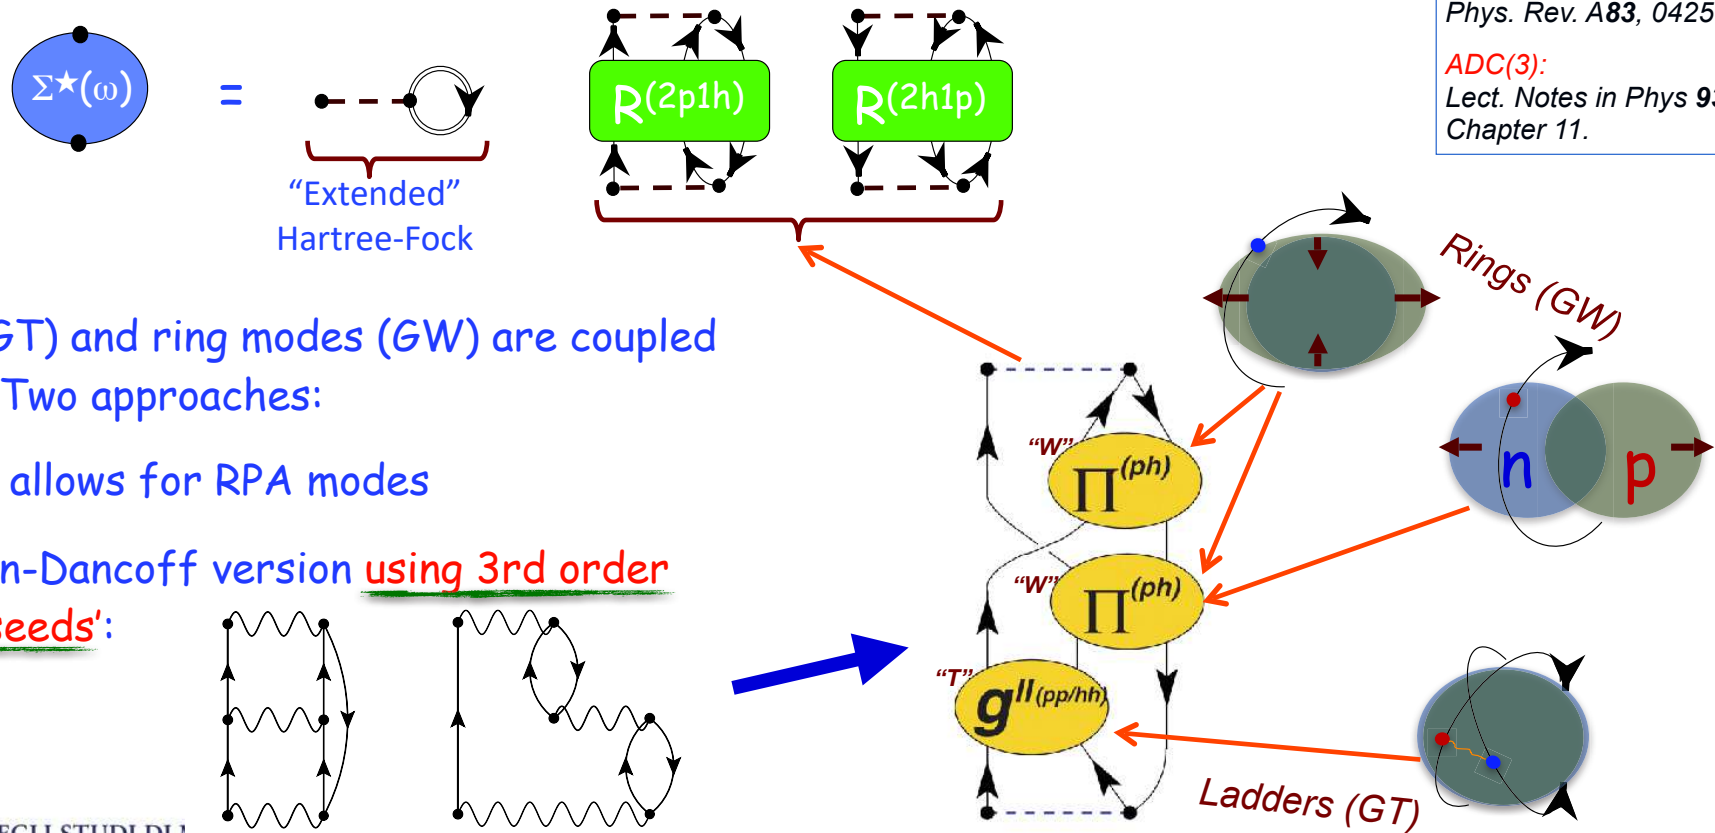 Phys. Rev. A83, 0425
ADC(3):
Lect. Notes in Phys 93
Chapter 11.
Σ★(ω)
=
R(2p1h)
R(2h1p)
“Extended”
Hartree-Fock
Rings (GW)
GT) and ring modes (GW) are coupled
Two approaches:
allows for RPA modes
n-Dancoff version using 3rd order
seeds’:
“W”
Π(ph)
n
p
“W”
Π(ph)
“T”
gII(pp/hh)
Ladders (GT)